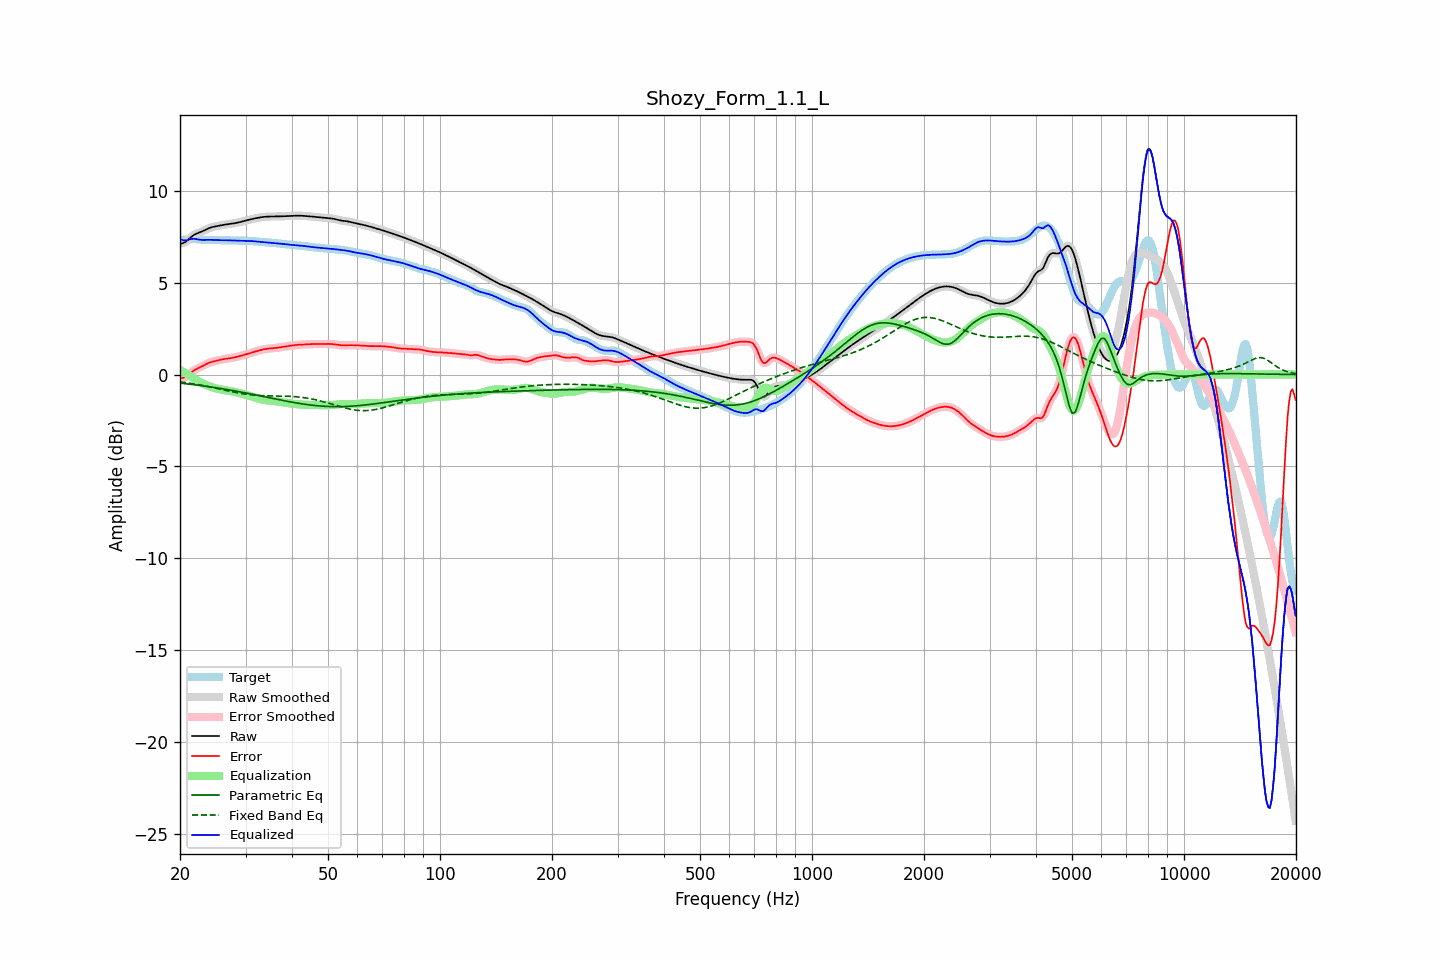 Shozy_Form_1.1_L
Amplitude (dBr)
10
5
0
−5
−10
−15
−20
−25
Target
Raw Smoothed
Error Smoothed
Raw
Error
Equalization
Parametric Eq
Fixed Band Eq
Equalized
20 50 100 200 500 1000 2000 5000 10000 20000
Frequency (Hz)